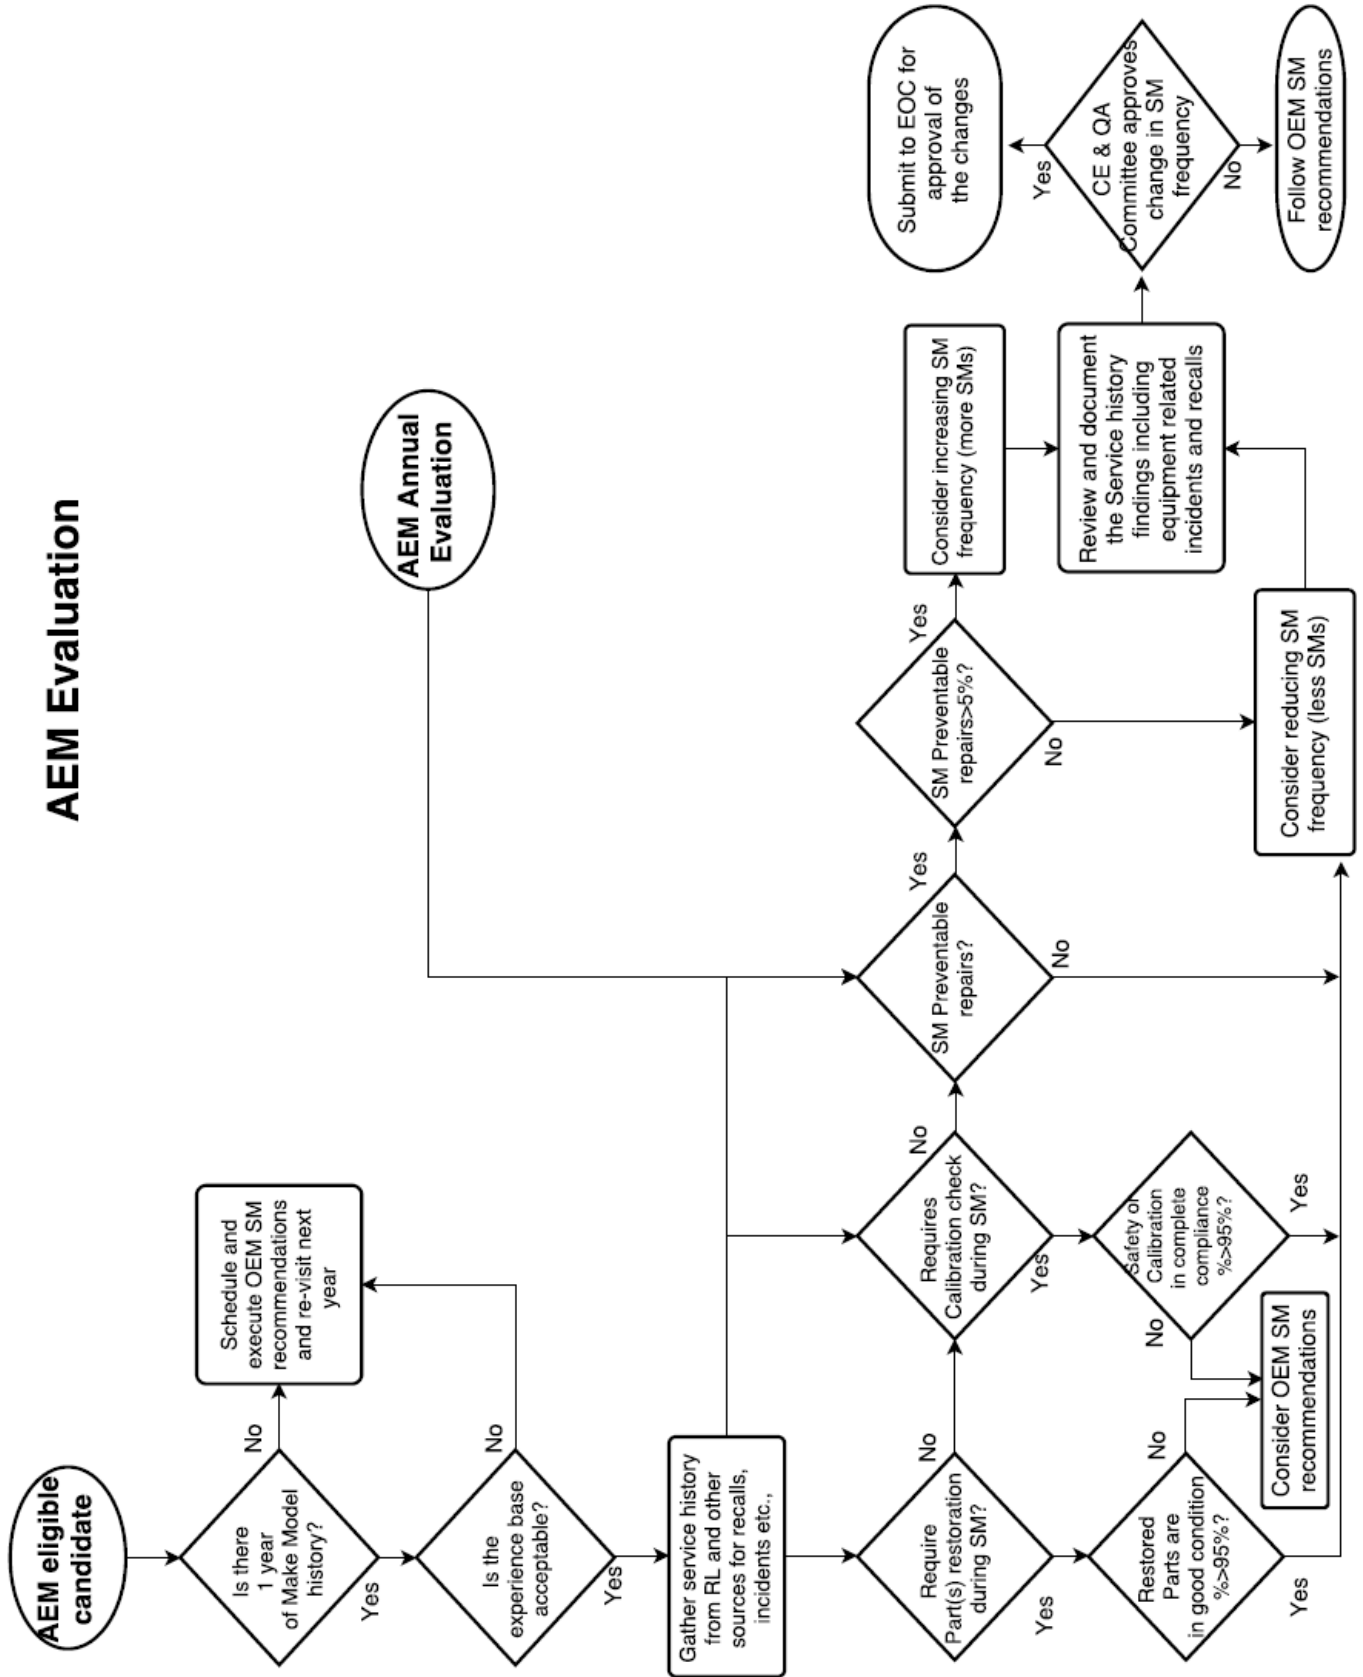 AEM Evaluation
AEM eligible
candidate
Is there
1 year
of Make Model
history?
No
Yes
Schedule and
execute OEM SM
recommendations
and re-visit next
year
Is the
experience base
acceptable?
No
Yes
AEM Annual
Evaluation
Gather service history
from RL and other
sources for recalls,
incidents etc.,
Require
Part(s) restoration
during SM?
No
Yes
Requires
Calibration check
during SM?
No
Yes
SM Preventable
repairs?
Yes
No
SM Preventable
repairs>5%?
Yes
No
Consider increasing SM
frequency (more SMs)
Submit to EOC for
approval of
the changes
Restored
Parts are
in good condition
%>95%?
No
Yes
Safety or
Calibration
in complete
compliance
%>95%?
No
Yes
Consider OEM SM
recommendations
Consider reducing SM
frequency (less SMs)
Review and document
the Service history
findings including
equipment related
incidents and recalls
CE & QA
Committee approves
change in SM
frequency
Yes
No
Follow OEM SM
recommendations